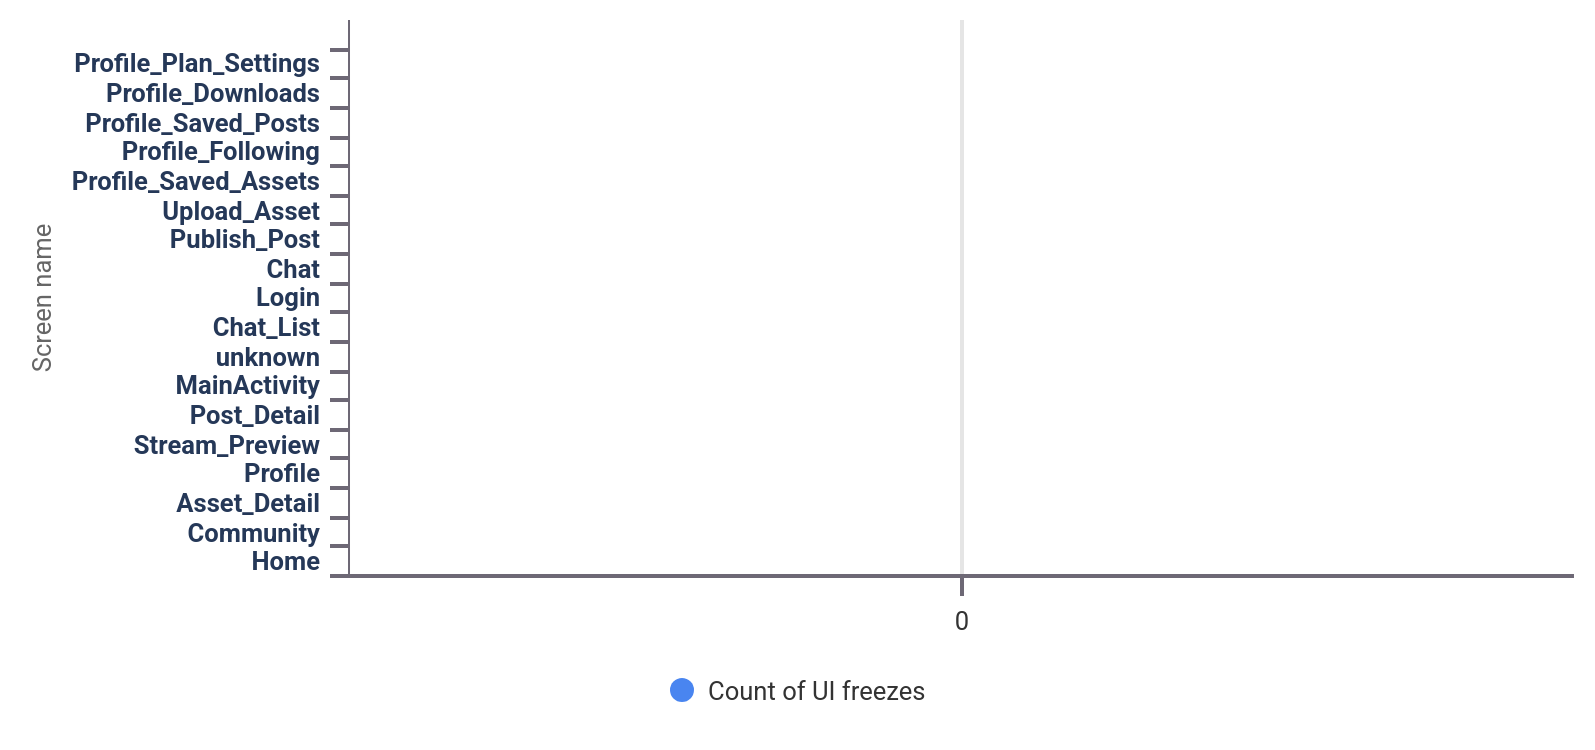 Screen name
Profile_Plan_Settings
Profile_Downloads
Profile_Saved_Posts
Profile_Following
Profile_Saved_Assets
Upload_Asset
Publish_Post
Chat
Login
Chat_List
unknown
MainActivity
Post_Detail
Stream_Preview
Profile
Asset_Detail
Community
Home
0
Count of UI freezes